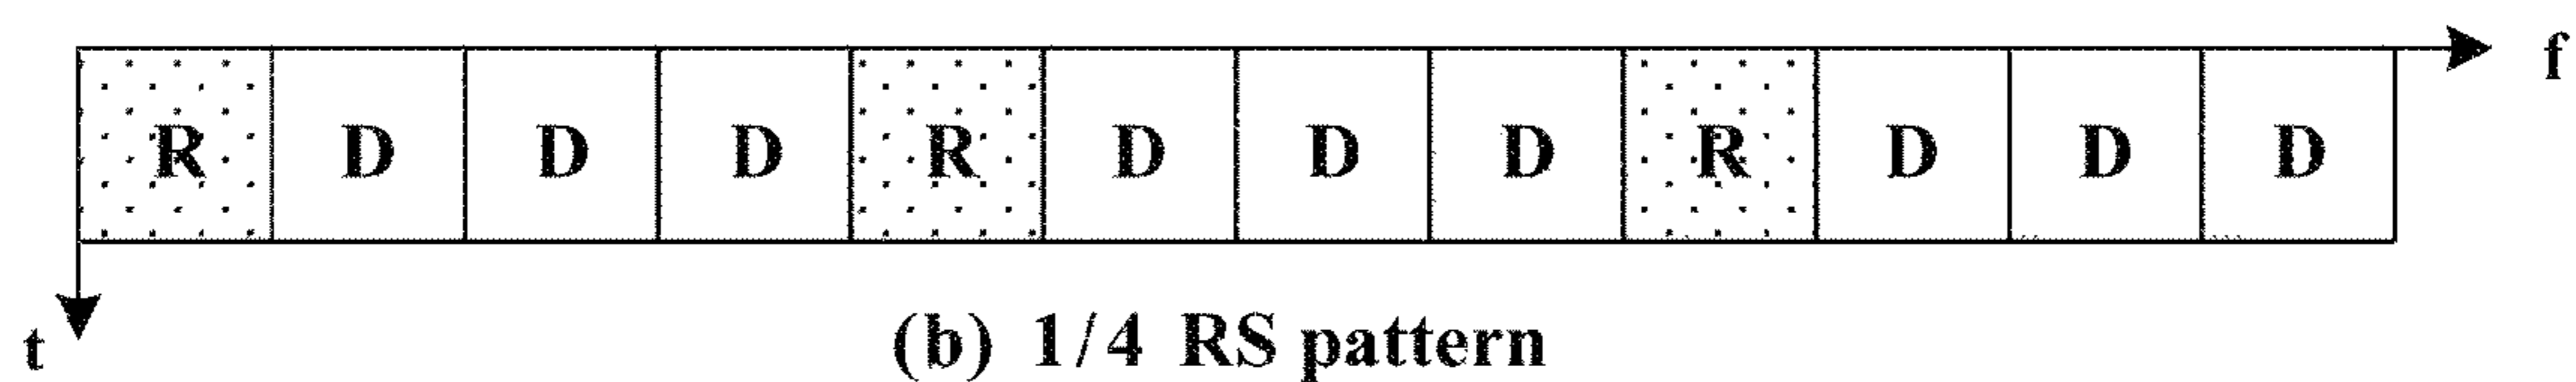 f
R D D D R D D D R D D D
t
(b) 1/4 RS pattern